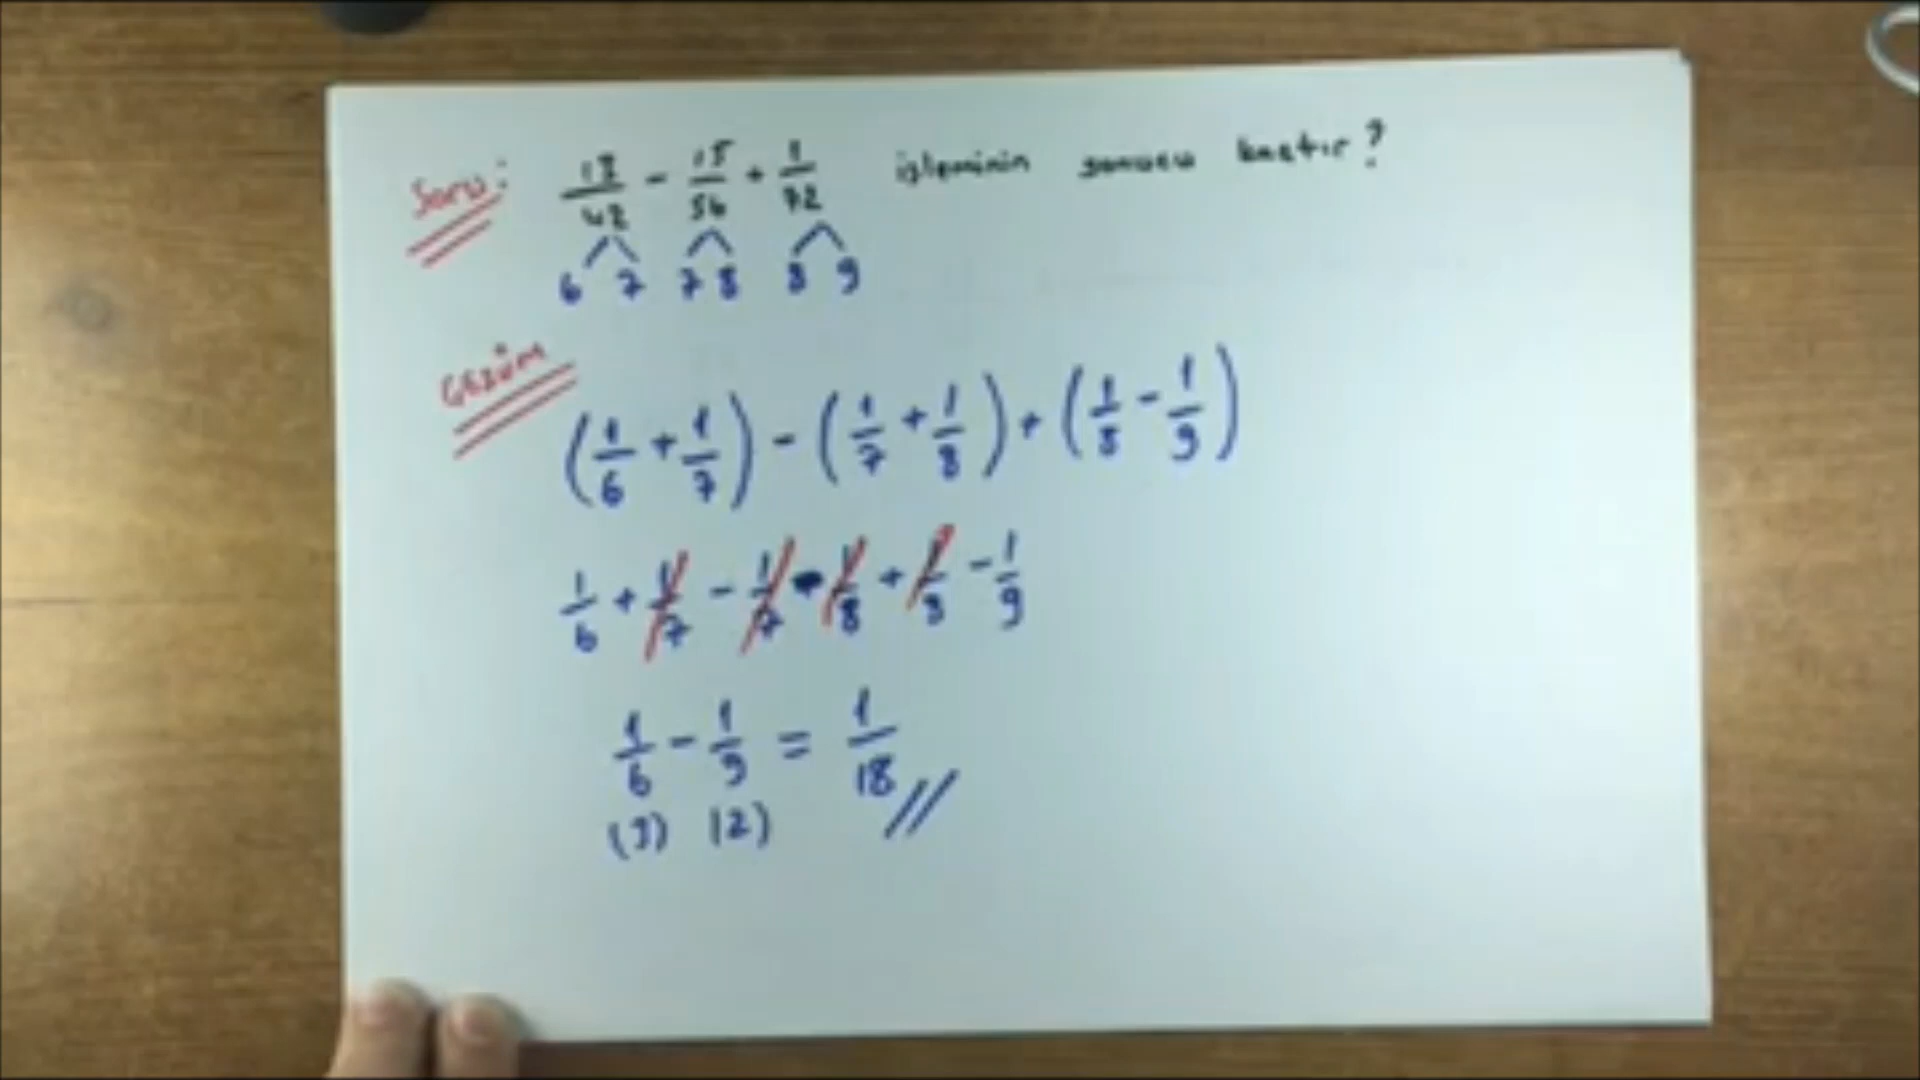 Soru: 13/42 - 15/56 + 1/72 işleminin sonucu kaçtır?
6 7 7 8 8 9
Çözüm
(1/6 + 1/7) - (1/7 + 1/8) + (1/8 - 1/9)
1/6 + 1/7 - 1/7 - 1/8 + 1/8 - 1/9
1/6 - 1/9 = 1/18
(3) (2)